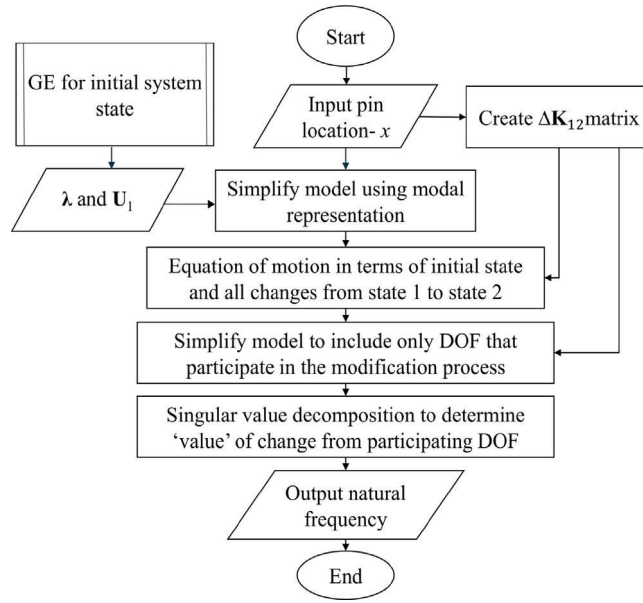 Start
GE for initial system
state
Input pin
location- x
Create ΔK₁₂matrix
λ and U₁
Simplify model using modal
representation
Equation of motion in terms of initial state
and all changes from state 1 to state 2
Simplify model to include only DOF that
participate in the modification process
Singular value decomposition to determine
‘value’ of change from participating DOF
Output natural
frequency
End